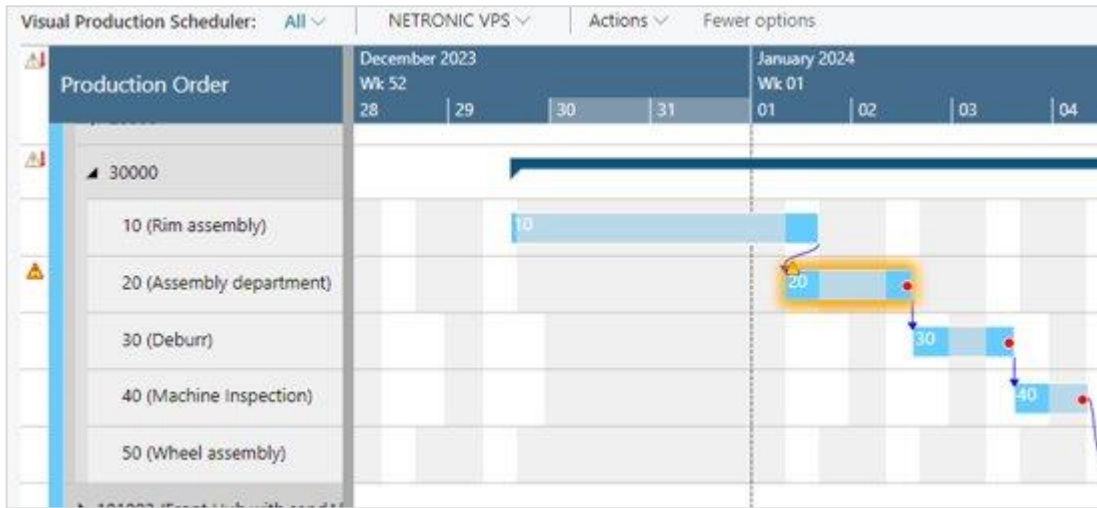 Visual Production Scheduler: All NETRONIC VPS Actions Fewer options
Production Order
December 2023 January 2024
Wk 52 Wk 01
28 29 30 31 01 02 03 04
30000
10 (Rim assembly) 10
20 (Assembly department) 20
30 (Deburr) 30
40 (Machine Inspection) 40
50 (Wheel assembly)